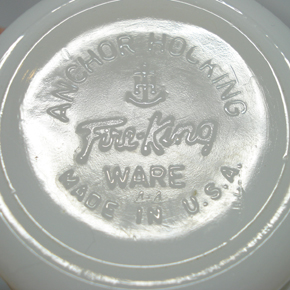 ANCHOR HOCKING
Fire-King
WARE
MADE IN U.S.A.